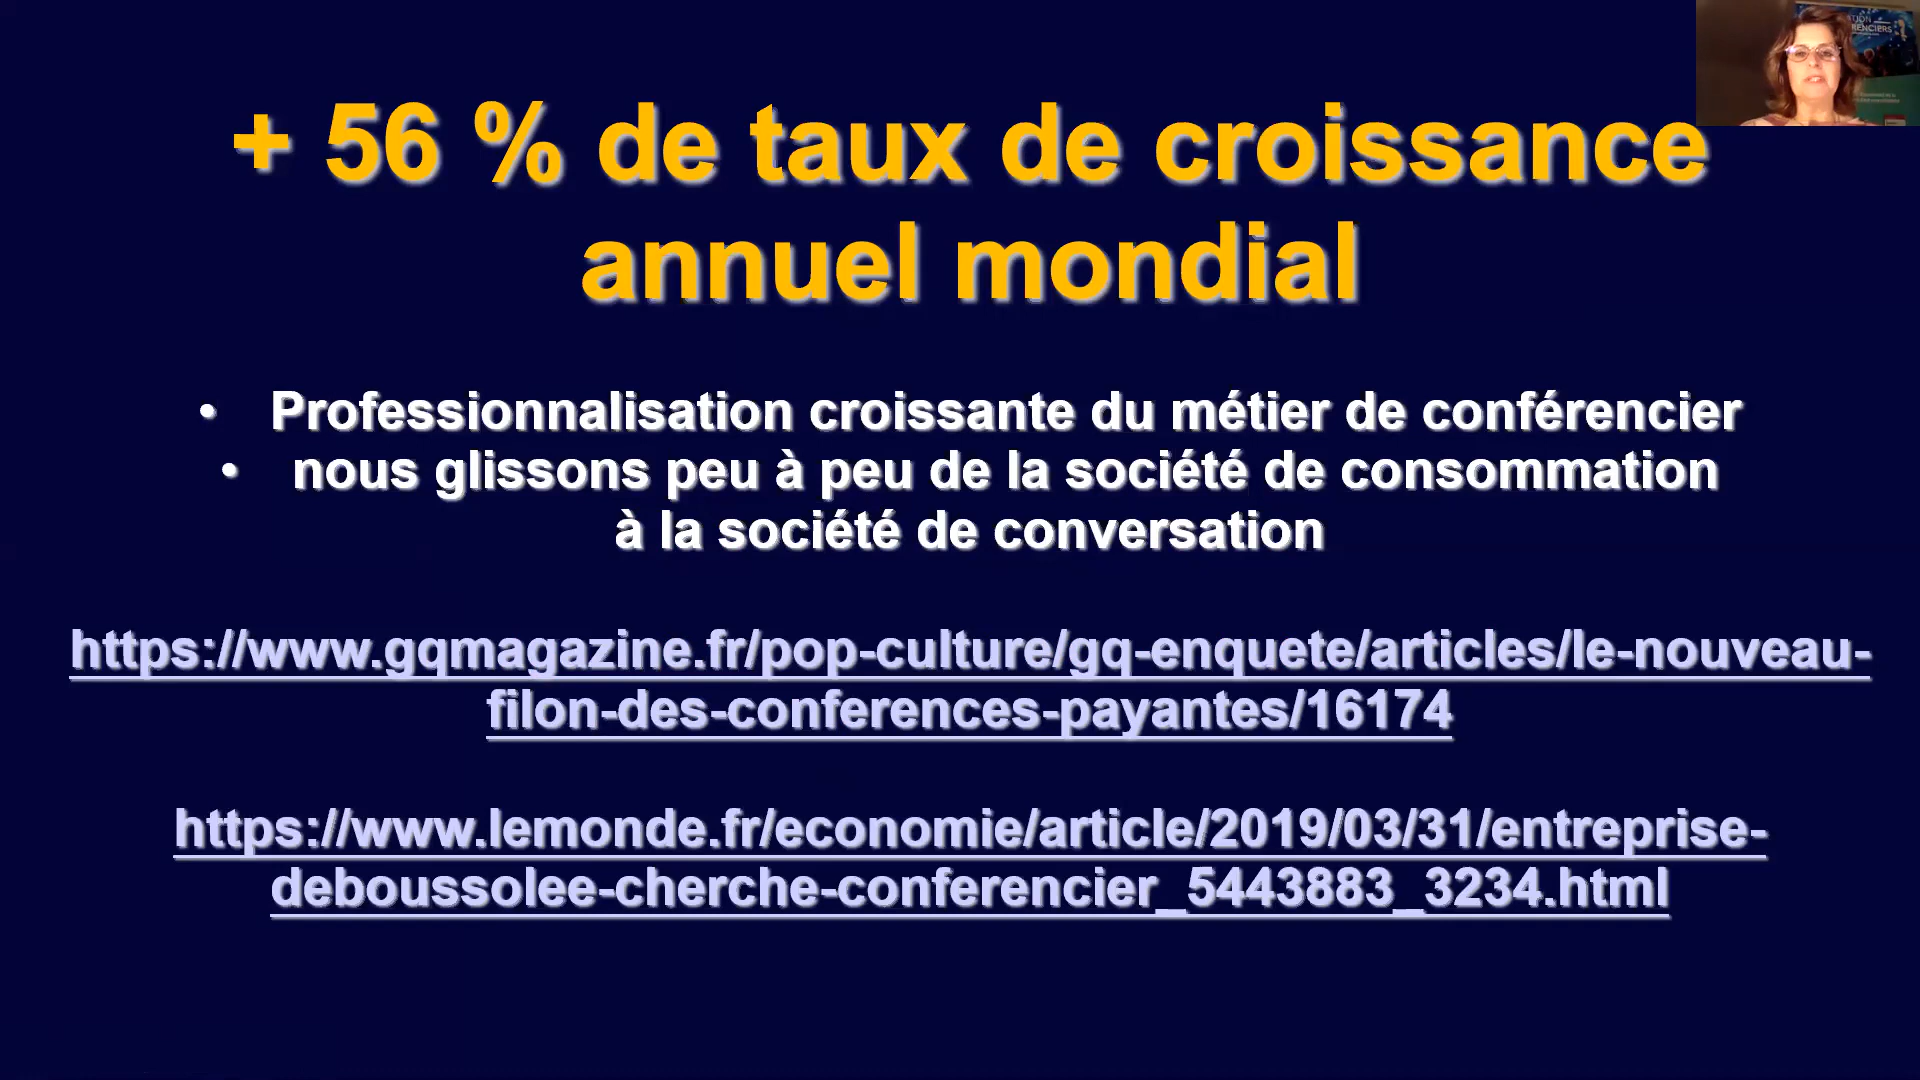 + 56 % de taux de croissance
annuel mondial
• Professionnalisation croissante du métier de conférencier
• nous glissons peu à peu de la société de consommation
à la société de conversation
https://www.gqmagazine.fr/pop-culture/gq-enquete/articles/le-nouveau-
filon-des-conferences-payantes/16174
https://www.lemonde.fr/economie/article/2019/03/31/entreprise-
deboussolee-cherche-conferencier_5443883_3234.html